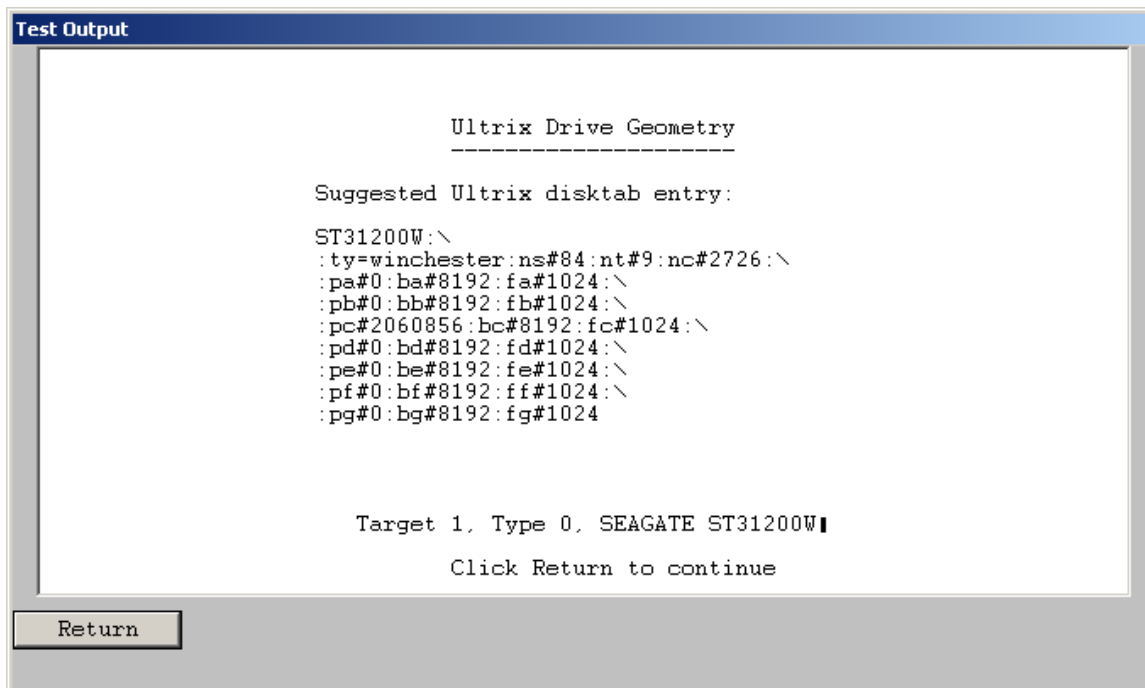 Test Output
Ultrix Drive Geometry
---------------------
Suggested Ultrix disktab entry:
ST31200W:\
:ty=winchester:ns#84:nt#9:nc#2726:\
:pa#0:ba#8192:fa#1024:\
:pb#0:bb#8192:fb#1024:\
:pc#2060856:bc#8192:fc#1024:\
:pd#0:bd#8192:fd#1024:\
:pe#0:be#8192:fe#1024:\
:pf#0:bf#8192:ff#1024:\
:pg#0:bg#8192:fg#1024
Target 1, Type 0, SEAGATE ST31200W
Click Return to continue
Return